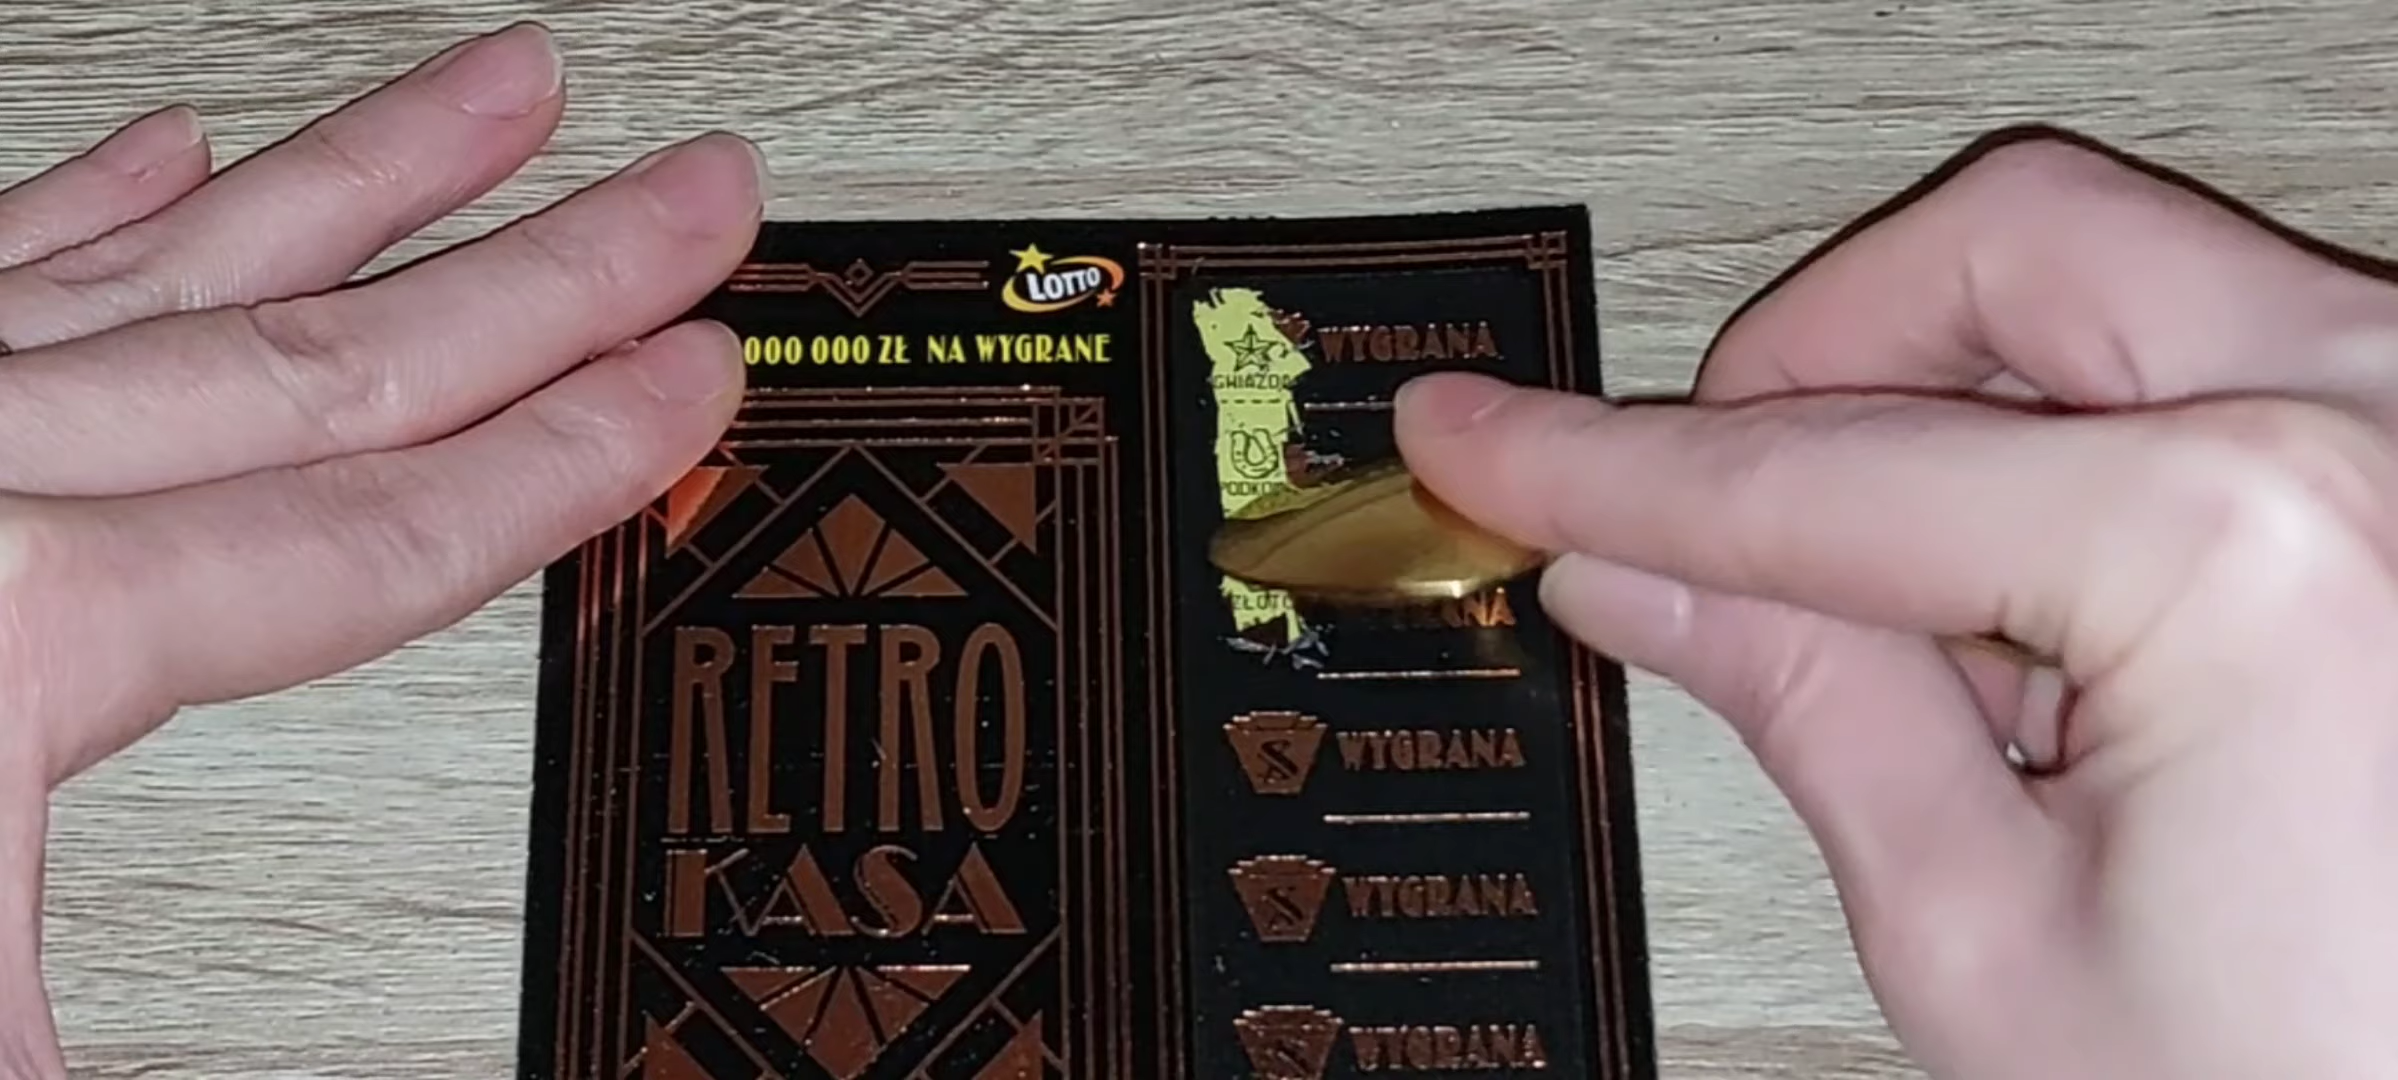 LOTTO
000 000 ZŁ NA WYGRANE
RETRO
KASA
WYGRANA
GWIAZDA
WYGRANA
WYGRANA
WYGRANA